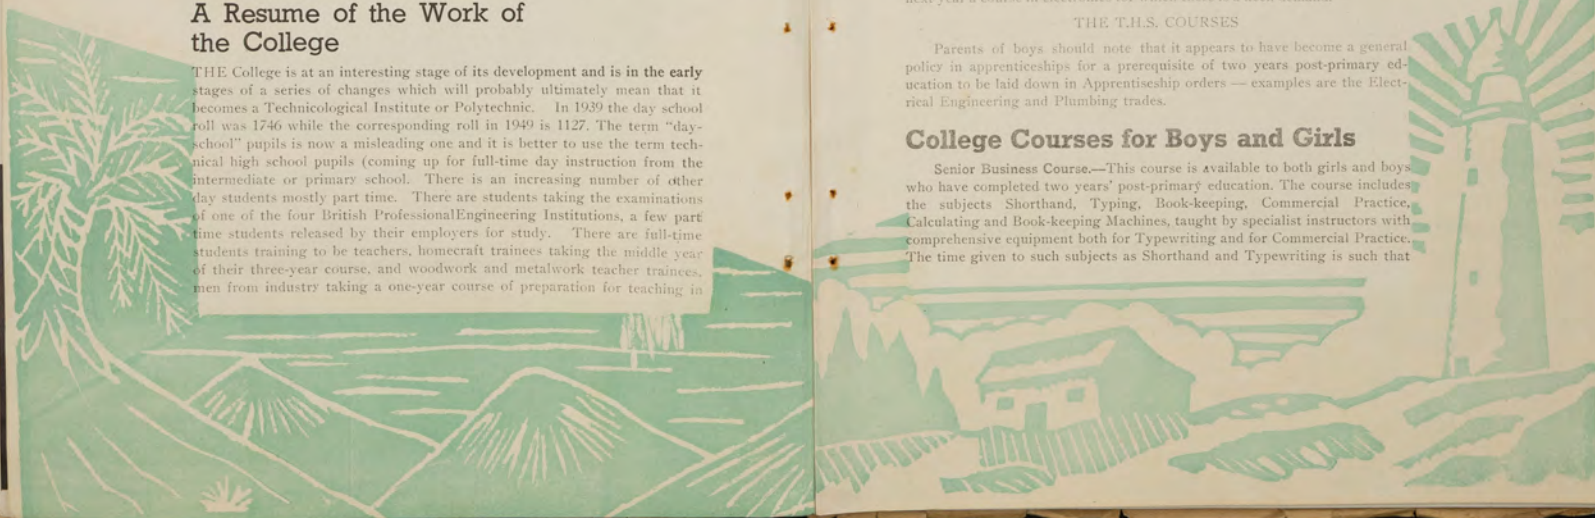 A Resume of the Work of
the College
THE College is at an interesting stage of its development and is in the early
stages of a series of changes which will probably ultimately mean that it
becomes a Technicological Institute or Polytechnic. In 1939 the day school
roll was 1746 while the corresponding roll in 1949 is 1127. The term "day-
school" pupils is now a misleading one and it is better to use the term tech-
nical high school pupils (coming up for full-time day instruction from the
intermediate or primary school. There is an increasing number of other
day students mostly part time. There are students taking the examinations
of one of the four British ProfessionalEngineering Institutions, a few part
time students released by their employers for study. There are full-time
students training to be teachers, homecraft trainees taking the middle year
of their three-year course, and woodwork and metalwork teacher trainees,
men from industry taking a one-year course of preparation for teaching in
THE T.H.S. COURSES
Parents of boys should note that it appears to have become a general
policy in apprenticeships for a prerequisite of two years post-primary ed-
ucation to be laid down in Apprentiseship orders — examples are the Elect-
rical Engineering and Plumbing trades.
College Courses for Boys and Girls
Senior Business Course.—This course is available to both girls and boys
who have completed two years' post-primary education. The course includes
the subjects Shorthand, Typing, Book-keeping, Commercial Practice,
Calculating and Book-keeping Machines, taught by specialist instructors with
comprehensive equipment both for Typewriting and for Commercial Practice.
The time given to such subjects as Shorthand and Typewriting is such that